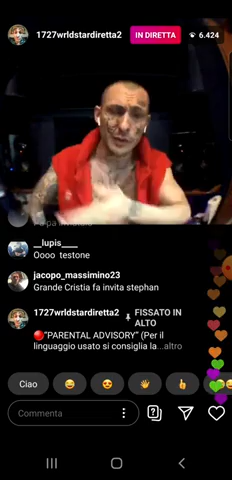 1727wrldstardiretta2
IN DIRETTA
6.424
__lupis____
Oooo testone
jacopo_massimino23
Grande Cristia fa invita stephan
1727wrldstardiretta2
FISSATO IN
ALTO
"PARENTAL ADVISORY" (Per il
linguaggio usato si consiglia la...altro
Ciao
Commenta